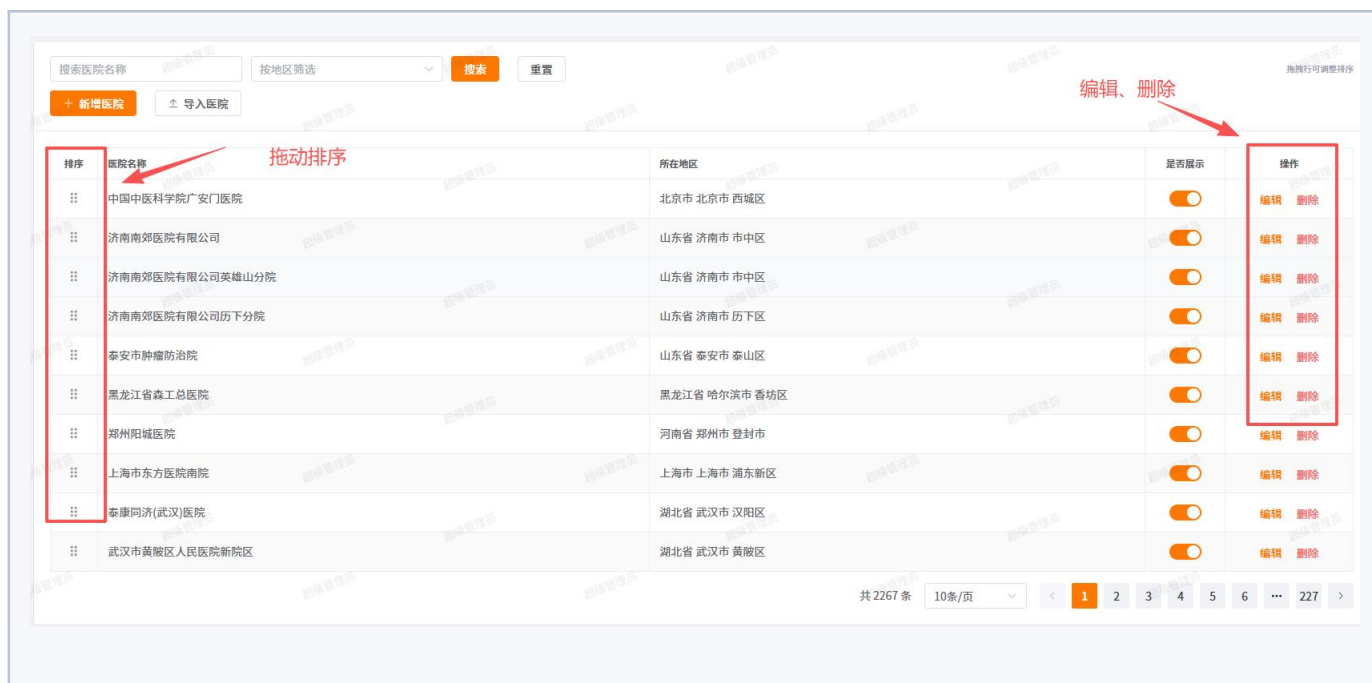 搜索医院名称 按地区筛选 搜索 重置 拖拽行可调整排序
编辑、删除
+ 新增医院 导入医院
拖动排序
排序 医院名称 所在地区 是否展示 操作
中国中医科学院广安门医院 北京市 北京市 西城区 编辑 删除
济南南郊医院有限公司 山东省 济南市 市中区 编辑 删除
济南南郊医院有限公司英雄山分院 山东省 济南市 市中区 编辑 删除
济南南郊医院有限公司历下分院 山东省 济南市 历下区 编辑 删除
泰安市肿瘤防治院 山东省 泰安市 泰山区 编辑 删除
黑龙江省森工总医院 黑龙江省 哈尔滨市 香坊区 编辑 删除
郑州阳城医院 河南省 郑州市 登封市 编辑 删除
上海市东方医院南院 上海市 上海市 浦东新区 编辑 删除
泰康同济(武汉)医院 湖北省 武汉市 汉阳区 编辑 删除
武汉市黄陂区人民医院新院区 湖北省 武汉市 黄陂区 编辑 删除
共 2267 条 10条/页 < 1 2 3 4 5 6 ··· 227 >
超级管理员